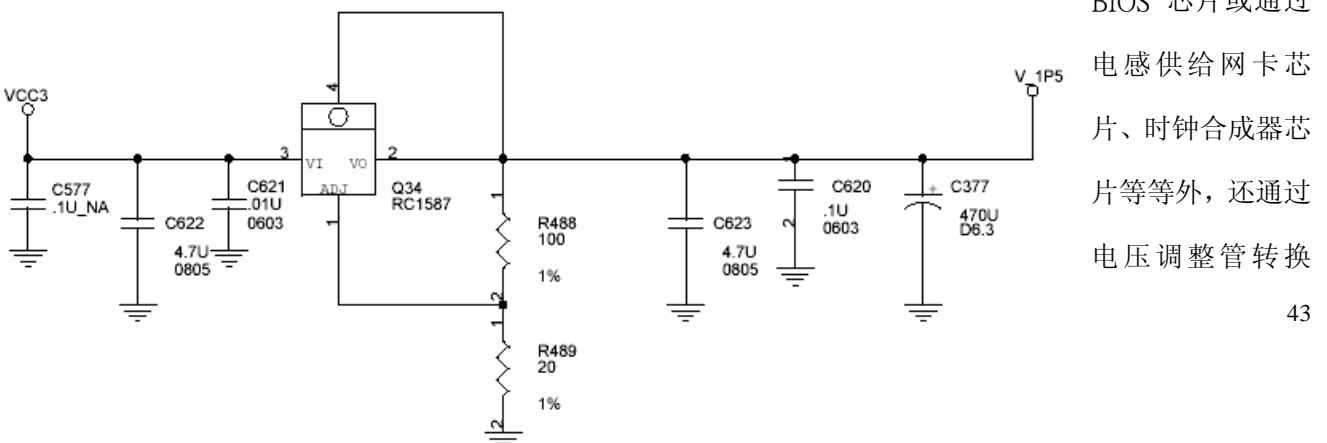 BIOS 芯片或通过
电感供给网卡芯
片、时钟合成器芯
片等等外，还通过
电压调整管转换
43
VCC3
C577
.1U_NA
C622
4.7U
0805
C621
.01U
0603
4
3
VI
VO
2
ADJ
1
Q34
RC1587
1
R488
100
1%
2
1
R489
20
1%
2
C623
4.7U
0805
1
2
C620
.1U
0603
+
C377
470U
D6.3
V_1P5